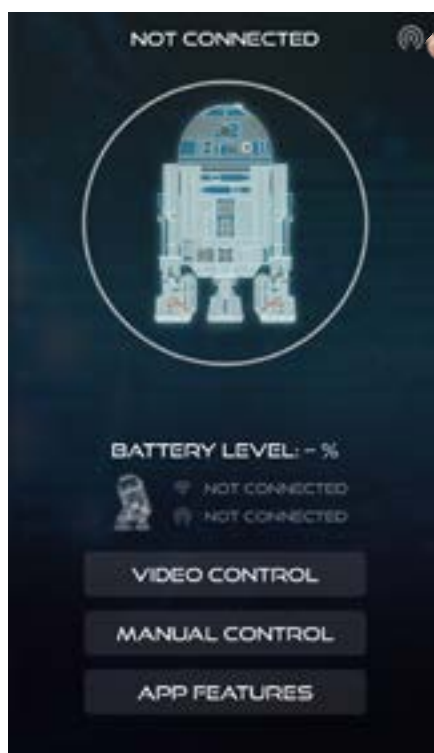 NOT CONNECTED
BATTERY LEVEL: - %
NOT CONNECTED
NOT CONNECTED
VIDEO CONTROL
MANUAL CONTROL
APP FEATURES